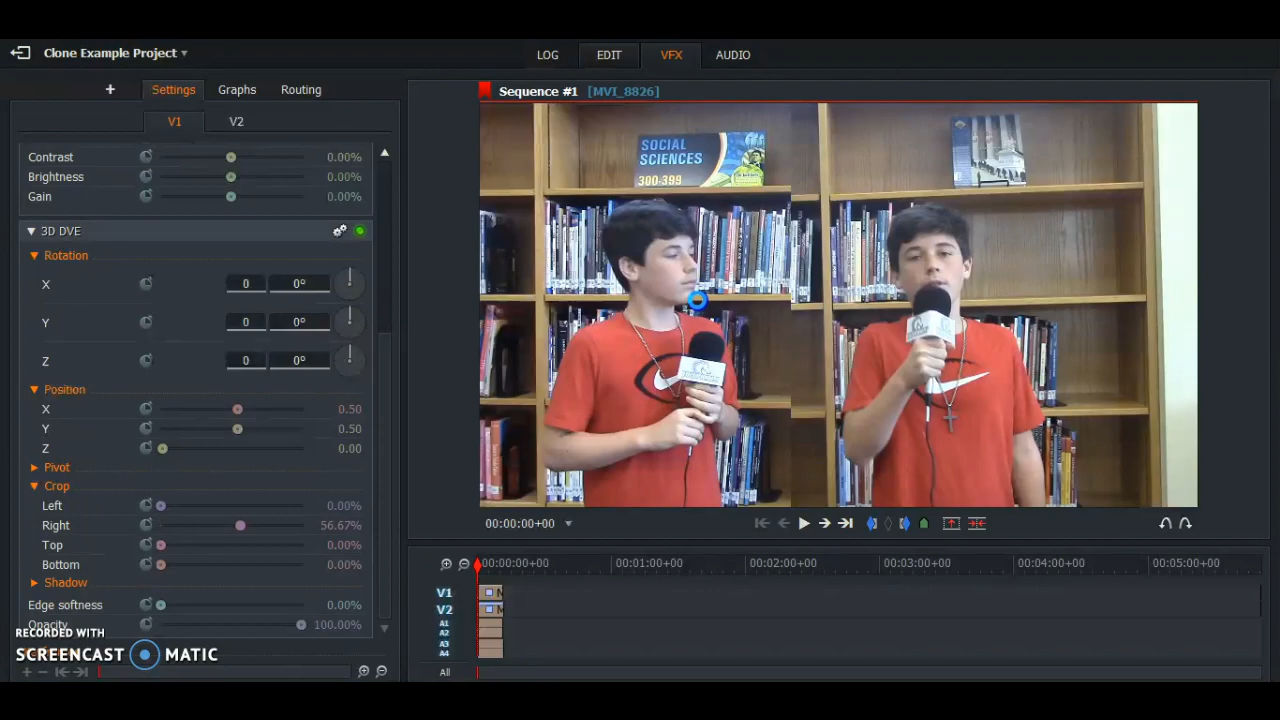 Clone Example Project
LOG EDIT VFX AUDIO
+ Settings Graphs Routing
Sequence #1 [MVI_8826]
V1 V2
Contrast 0.00%
Brightness 0.00%
Gain 0.00%
3D DVE
Rotation
X 0 0º
Y 0 0º
Z 0 0º
Position
X 0.50
Y 0.50
Z 0.00
Pivot
Crop
Left 0.00%
Right 56.67%
Top 0.00%
Bottom 0.00%
Shadow
Edge softness 0.00%
Opacity 100.00%
RECORDED WITH
SCREENCAST MATIC
SOCIAL
SCIENCES
300-399
00:00:00+00
00:00:00+00 00:01:00+00 00:02:00+00 00:03:00+00 00:04:00+00 00:05:00+00
V1
V2
A1
A2
A3
A4
All